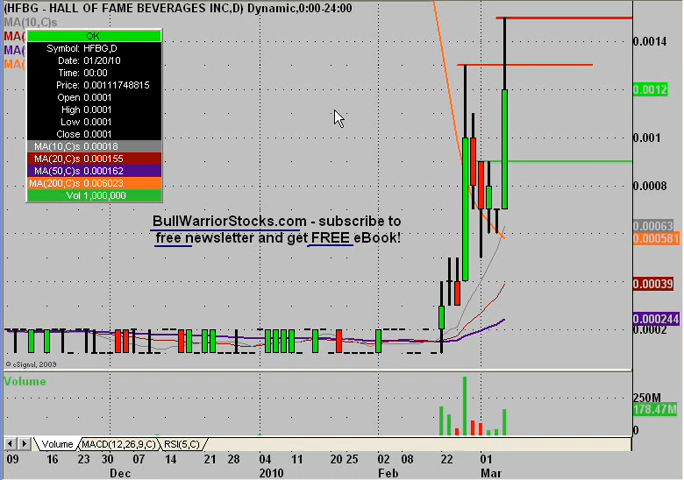 (HFBG - HALL OF FAME BEVERAGES INC,D) Dynamic,0:00-24:00
MA(10,C)s
OK
Symbol: HFBG,D
Date: 01/20/10
Time: 00:00
Price: 0.00111748815
Open 0.0001
High 0.0001
Low 0.0001
Close 0.0001
MA(10,C)s 0.00018
MA(20,C)s 0.000155
MA(50,C)s 0.000162
MA(200,C)s 0.006023
Vol 1,000,000
0.0014
0.0012
0.001
0.0008
0.00063
0.000581
0.00039
0.000244
0.0002
BullWarriorStocks.com - subscribe to
free newsletter and get FREE eBook!
© eSignal, 2009
Volume
250M
178.47M
0
Volume MACD(12,26,9,C) RSI(5,C)
09 16 23 30 07 14 21 28 04 11 20 25 02 08 22 01
Dec 2010 Feb Mar